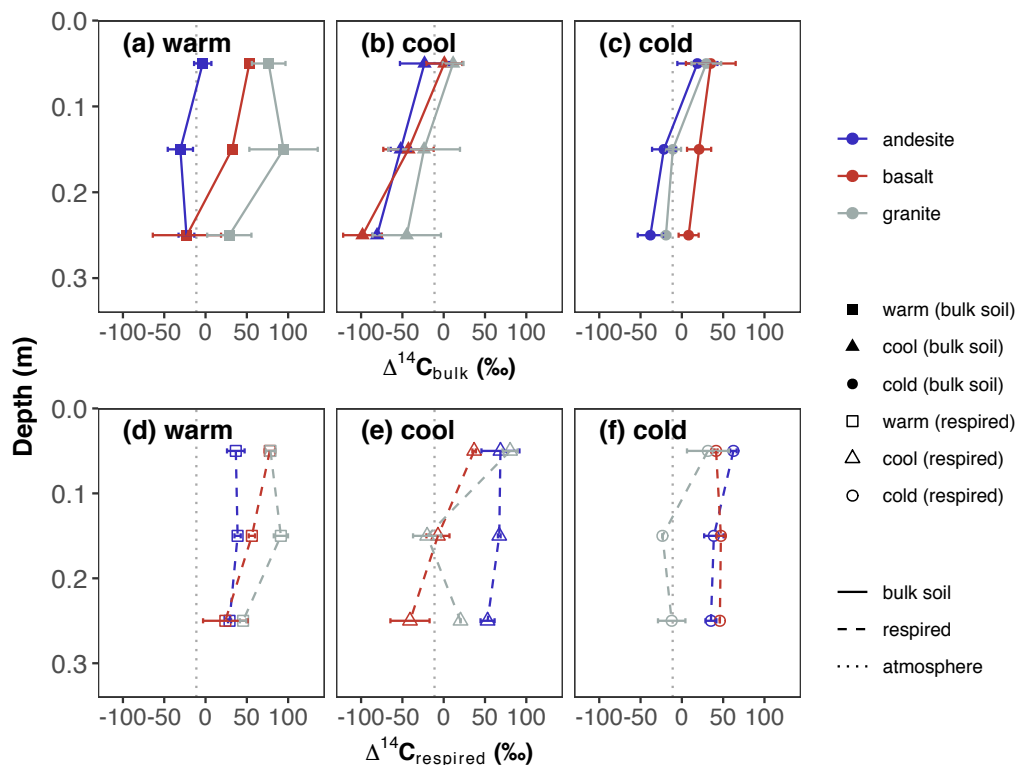 (a) warm
(b) cool
(c) cold
0.0
0.1
0.2
0.3
-100 -50 0 50 100
-100 -50 0 50 100
-100 -50 0 50 100
Δ14Cbulk (‰)
Depth (m)
(d) warm
(e) cool
(f) cold
0.0
0.1
0.2
0.3
-100 -50 0 50 100
-100 -50 0 50 100
-100 -50 0 50 100
Δ14Crespired (‰)
andesite
basalt
granite
warm (bulk soil)
cool (bulk soil)
cold (bulk soil)
warm (respired)
cool (respired)
cold (respired)
bulk soil
respired
atmosphere